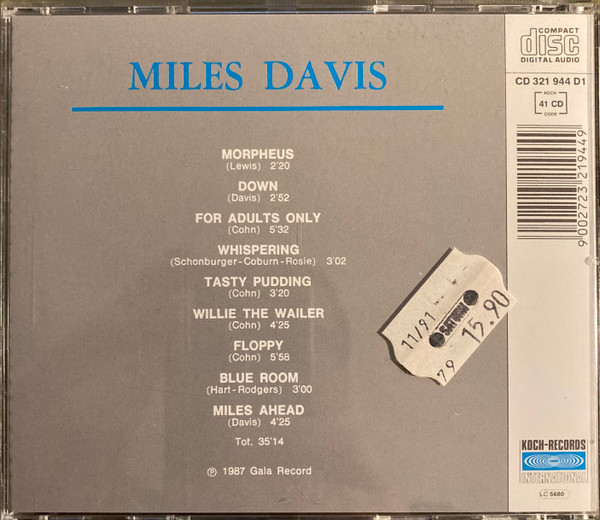 MILES DAVIS
MORPHEUS
(Lewis) 2'20
DOWN
(Davis) 2'52
FOR ADULTS ONLY
(Cohn) 5'32
WHISPERING
(Schonburger-Coburn-Rosie) 3'02
TASTY PUDDING
(Cohn) 3'20
WILLIE THE WAILER
(Cohn) 4'25
FLOPPY
(Cohn) 5'58
BLUE ROOM
(Hart-Rodgers) 3'00
MILES AHEAD
(Davis) 4'25
Tot. 35'14
℗ 1987 Gala Record
11/91
SATURN
15.90
79
COMPACT
disc
DIGITAL AUDIO
CD 321 944 D1
KOCH
41 CD
CODE
9 002723 219449
KOCH-RECORDS
INTERNATIONAL
LC 5680